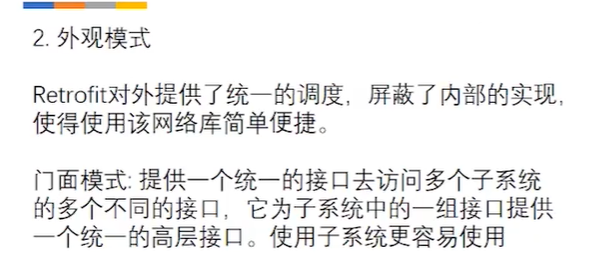 2. 外观模式
Retrofit对外提供了统一的调度，屏蔽了内部的实现，
使得使用该网络库简单便捷。
门面模式: 提供一个统一的接口去访问多个子系统
的多个不同的接口，它为子系统中的一组接口提供
一个统一的高层接口。使用子系统更容易使用